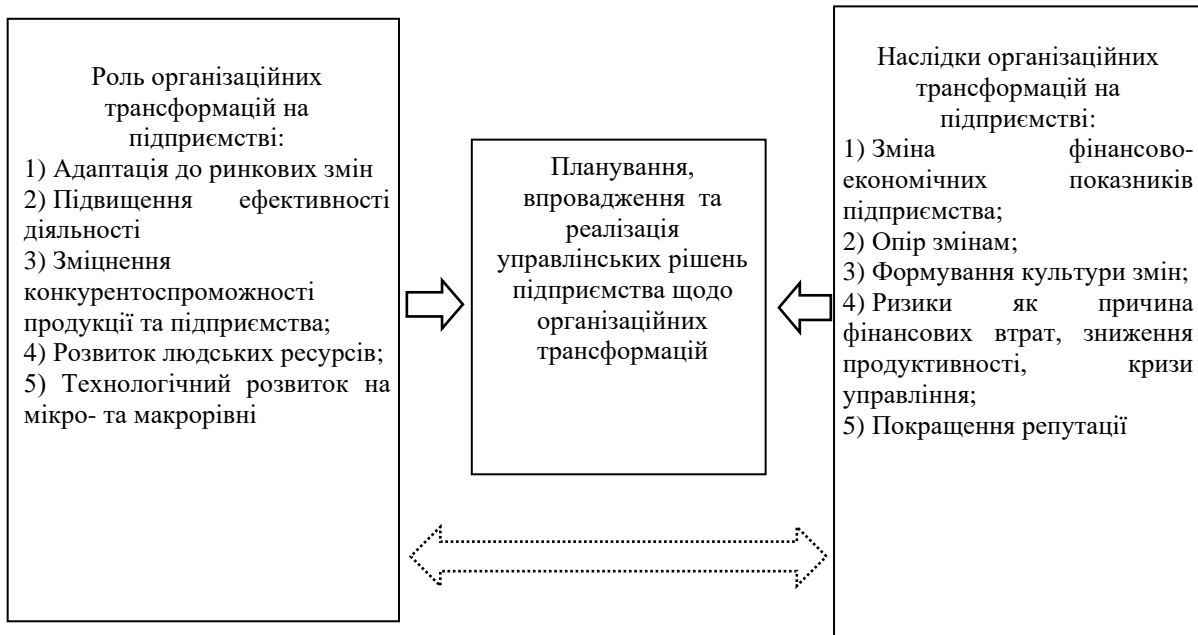 Роль організаційних
трансформацій на
підприємстві:
1) Адаптація до ринкових змін
2) Підвищення ефективності
діяльності
3) Зміцнення
конкурентоспроможності
продукції та підприємства;
4) Розвиток людських ресурсів;
5) Технологічний розвиток на
мікро- та макрорівні
Планування,
впровадження та
реалізація
управлінських рішень
підприємства щодо
організаційних
трансформацій
Наслідки організаційних
трансформацій на
підприємстві:
1) Зміна фінансово-
економічних показників
підприємства;
2) Опір змінам;
3) Формування культури змін;
4) Ризики як причина
фінансових втрат, зниження
продуктивності, кризи
управління;
5) Покращення репутації